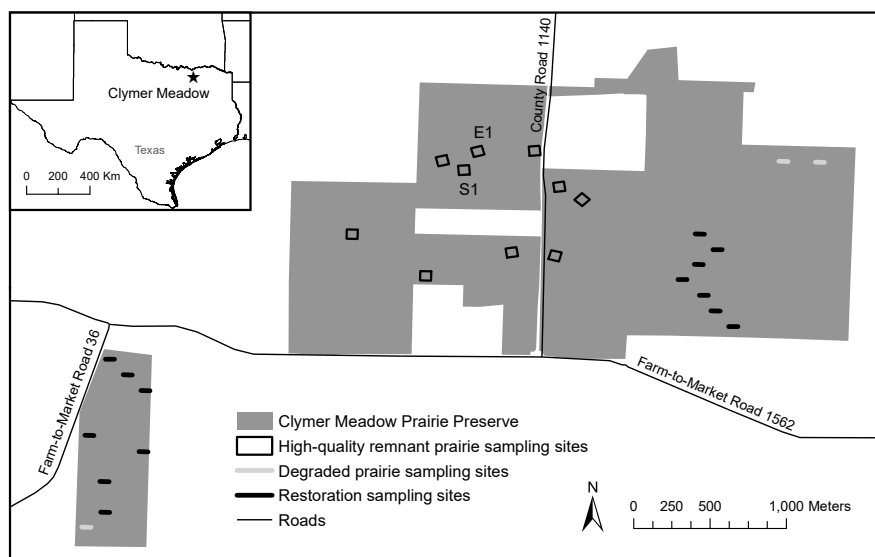 Clymer Meadow
Texas
0 200 400 Km
County Road 1140
E1
S1
Farm-to-Market Road 36
Farm-to-Market Road 1562
Clymer Meadow Prairie Preserve
High-quality remnant prairie sampling sites
Degraded prairie sampling sites
Restoration sampling sites
Roads
N
0 250 500 1,000 Meters